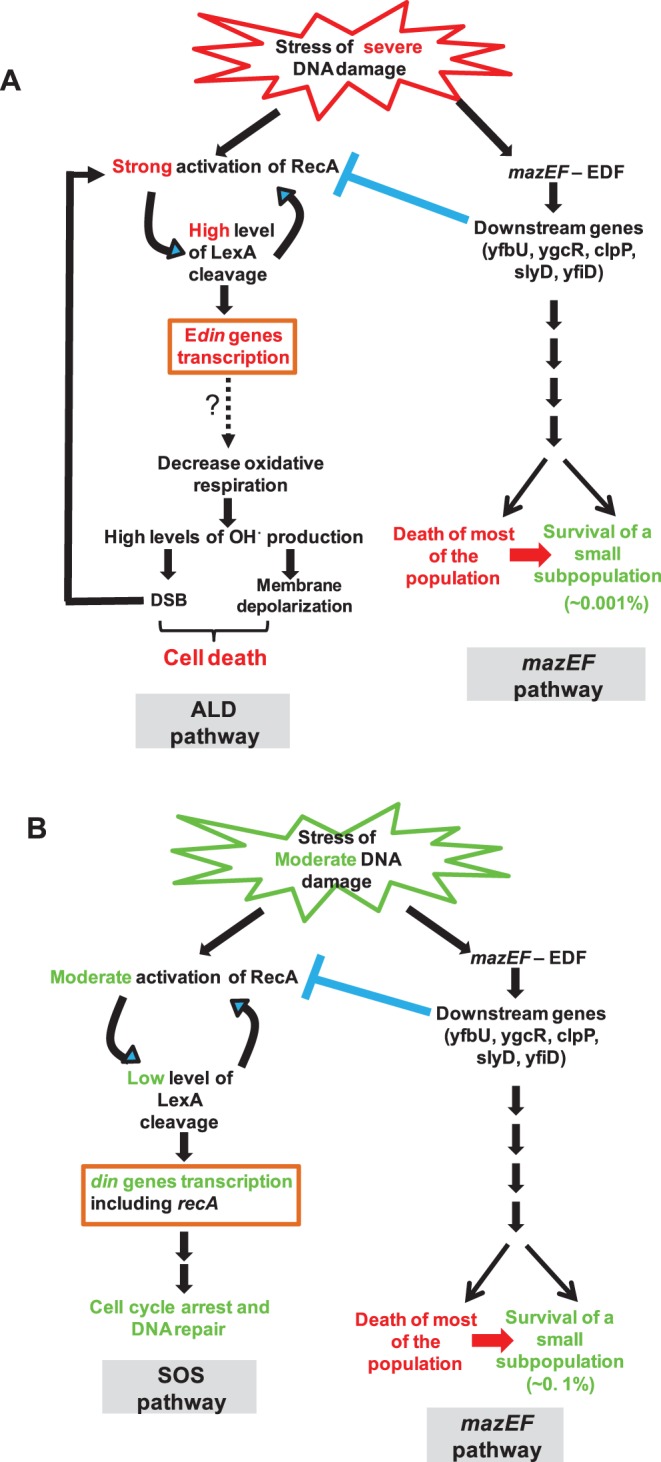 A
Stress of severe
DNA damage
Strong activation of RecA
mazEF – EDF
High level
of LexA
cleavage
Downstream genes
(yfbU, ygcR, clpP,
slyD, yfiD)
Edin genes
transcription
?
Decrease oxidative
respiration
High levels of OH· production
DSB
Membrane
depolarization
Cell death
ALD
pathway
Death of most
of the
population
Survival of a
small
subpopulation
(~0.001%)
mazEF
pathway
B
Stress of
Moderate DNA
damage
Moderate activation of RecA
mazEF – EDF
Low level of
LexA
cleavage
Downstream genes
(yfbU, ygcR, clpP,
slyD, yfiD)
din genes transcription
including recA
Cell cycle arrest and
DNA repair
SOS
pathway
Death of most
of the
population
Survival of a
small
subpopulation
(~0. 1%)
mazEF
pathway